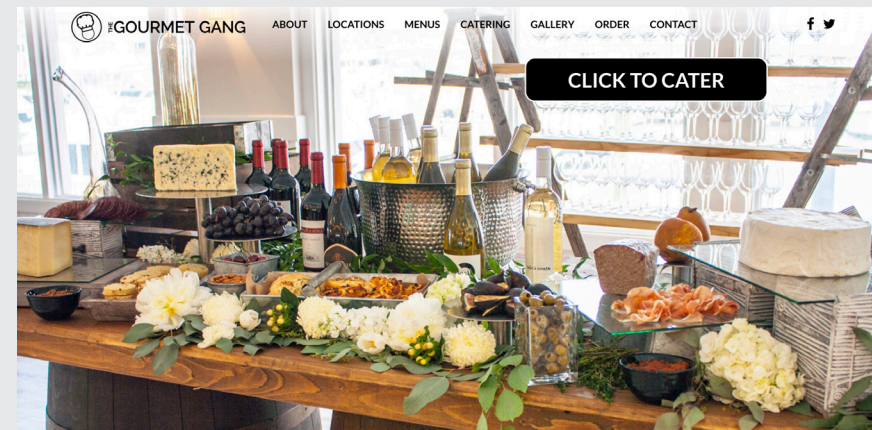 THE GOURMET GANG
ABOUT LOCATIONS MENUS CATERING GALLERY ORDER CONTACT
CLICK TO CATER